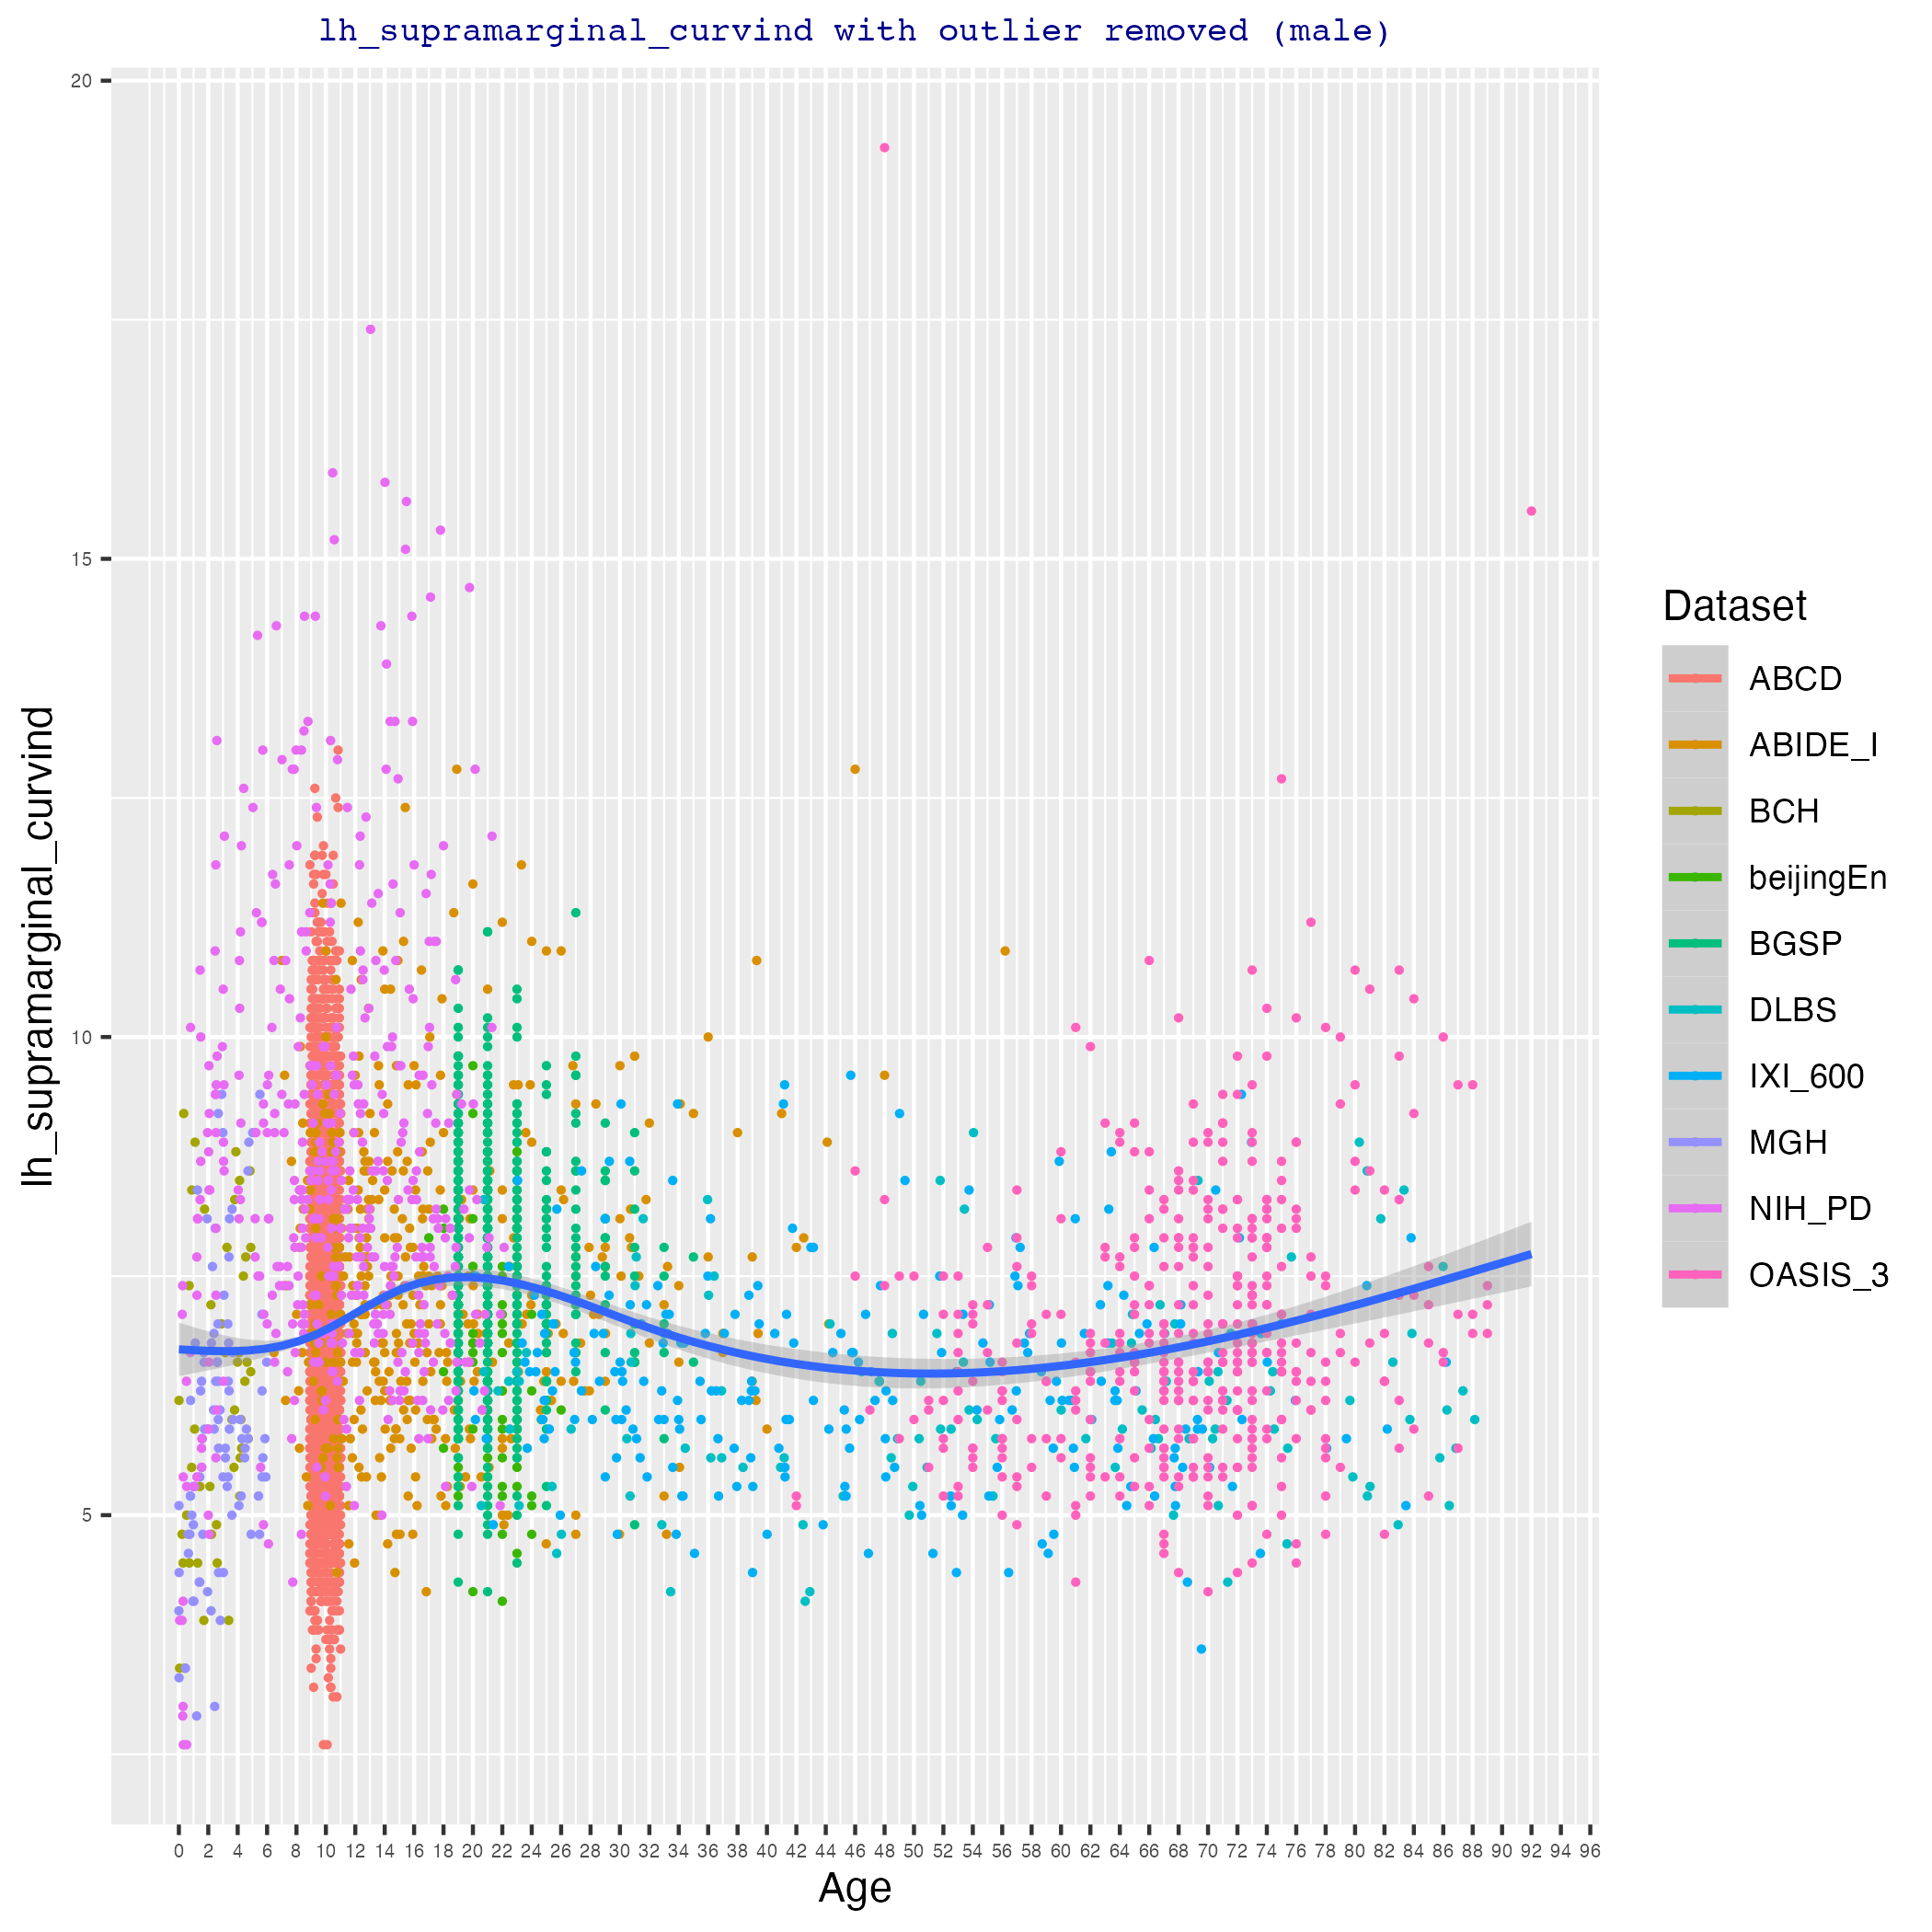 lh_supramarginal_curvind with outlier removed (male)
20
15
10
5
lh_supramarginal_curvind
0 2 4 6 8 10 12 14 16 18 20 22 24 26 28 30 32 34 36 38 40 42 44 46 48 50 52 54 56 58 60 62 64 66 68 70 72 74 76 78 80 82 84 86 88 90 92 94 96
Age
Dataset
ABCD
ABIDE_I
BCH
beijingEn
BGSP
DLBS
IXI_600
MGH
NIH_PD
OASIS_3